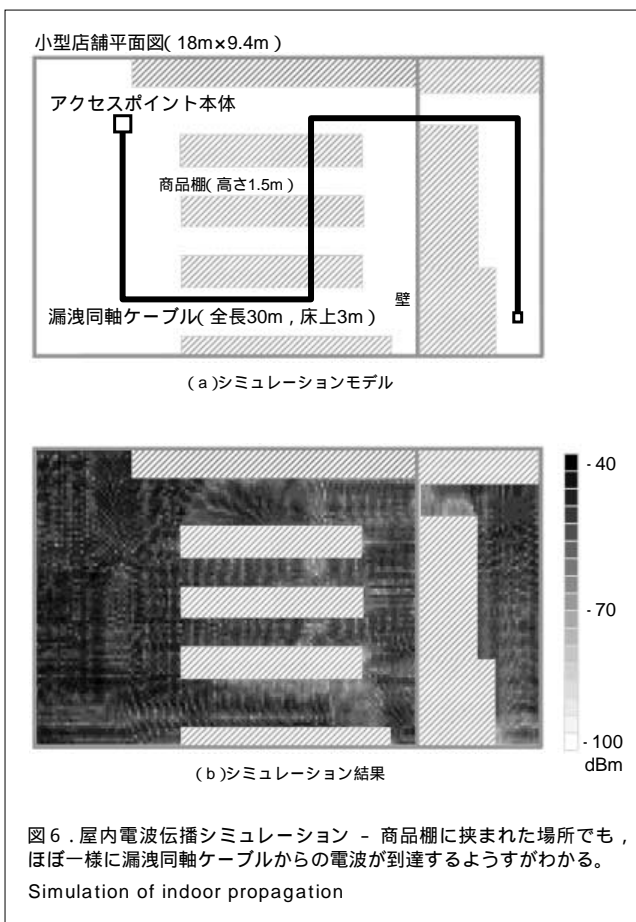 小型店舗平面図(18m×9.4m)
アクセスポイント本体
商品棚(高さ1.5m)
壁
漏洩同軸ケーブル(全長30m，床上3m)
(a)シミュレーションモデル
-40
-70
-100
dBm
(b)シミュレーション結果
図6．屋内電波伝播シミュレーション － 商品棚に挟まれた場所でも，
ほぼ一様に漏洩同軸ケーブルからの電波が到達するようすがわかる。
Simulation of indoor propagation